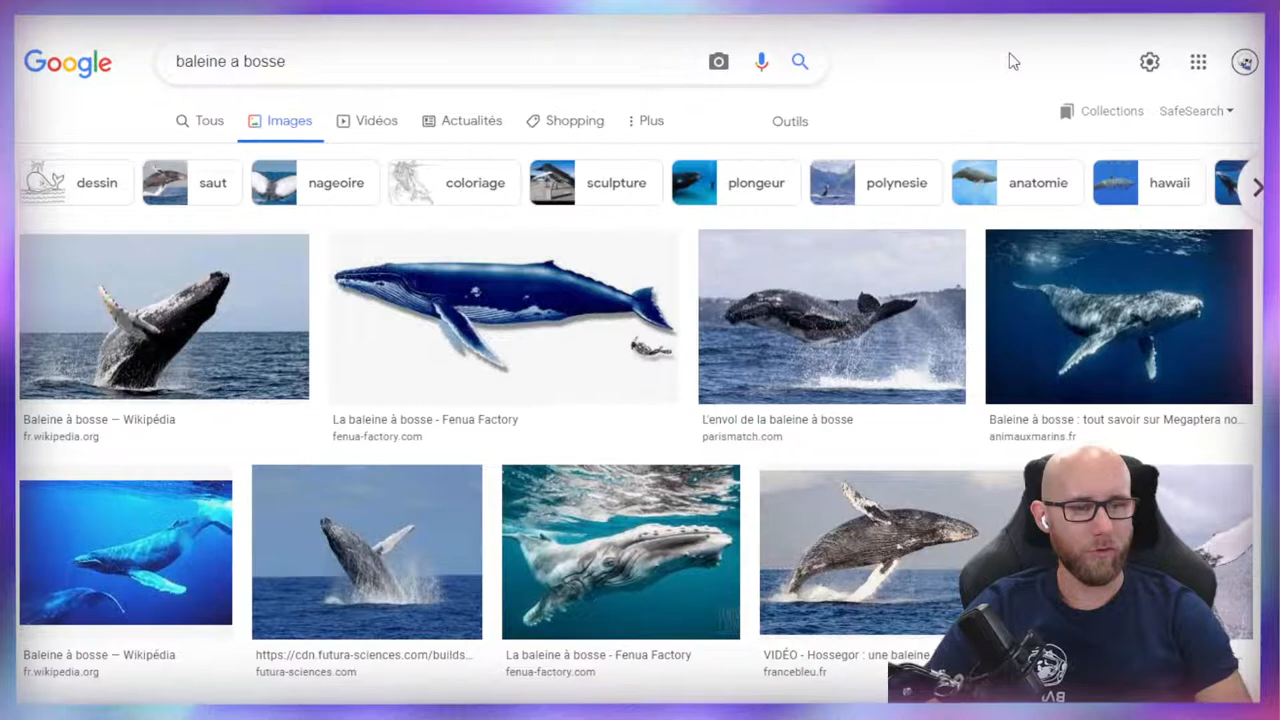 Google
baleine a bosse
Tous
Images
Vidéos
Actualités
Shopping
Plus
Outils
Collections
SafeSearch
dessin
saut
nageoire
coloriage
sculpture
plongeur
polynesie
anatomie
hawaii
Baleine à bosse — Wikipédia
fr.wikipedia.org
La baleine à bosse - Fenua Factory
fenua-factory.com
L'envol de la baleine à bosse
parismatch.com
Baleine à bosse : tout savoir sur Megaptera no...
animauxmarins.fr
Baleine à bosse — Wikipédia
fr.wikipedia.org
https://cdn.futura-sciences.com/builds...
futura-sciences.com
La baleine à bosse - Fenua Factory
fenua-factory.com
VIDÉO - Hossegor : une baleine
francebleu.fr